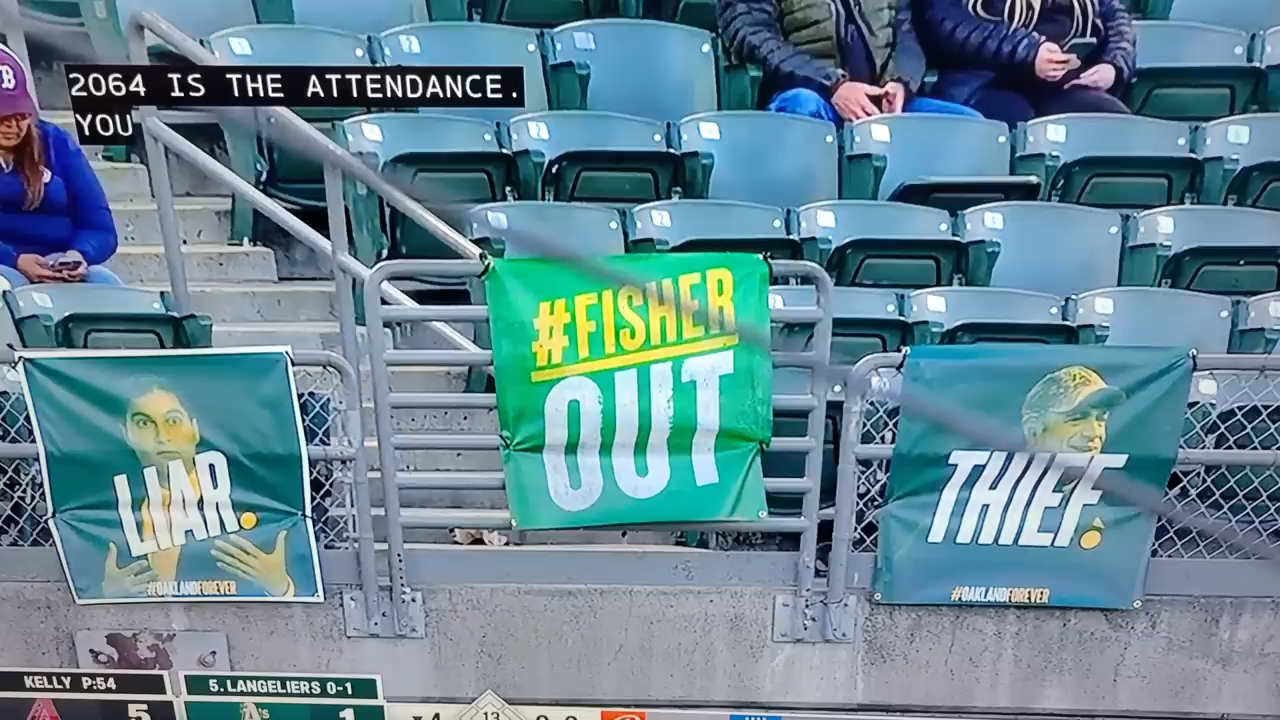 2064 IS THE ATTENDANCE.
YOU
B
#FISHER
OUT
LIAR.
#OAKLANDFOREVER
THIEF.
#OAKLANDFOREVER
KELLY P:54
5. LANGELIERS 0-1
5
A's
1
13